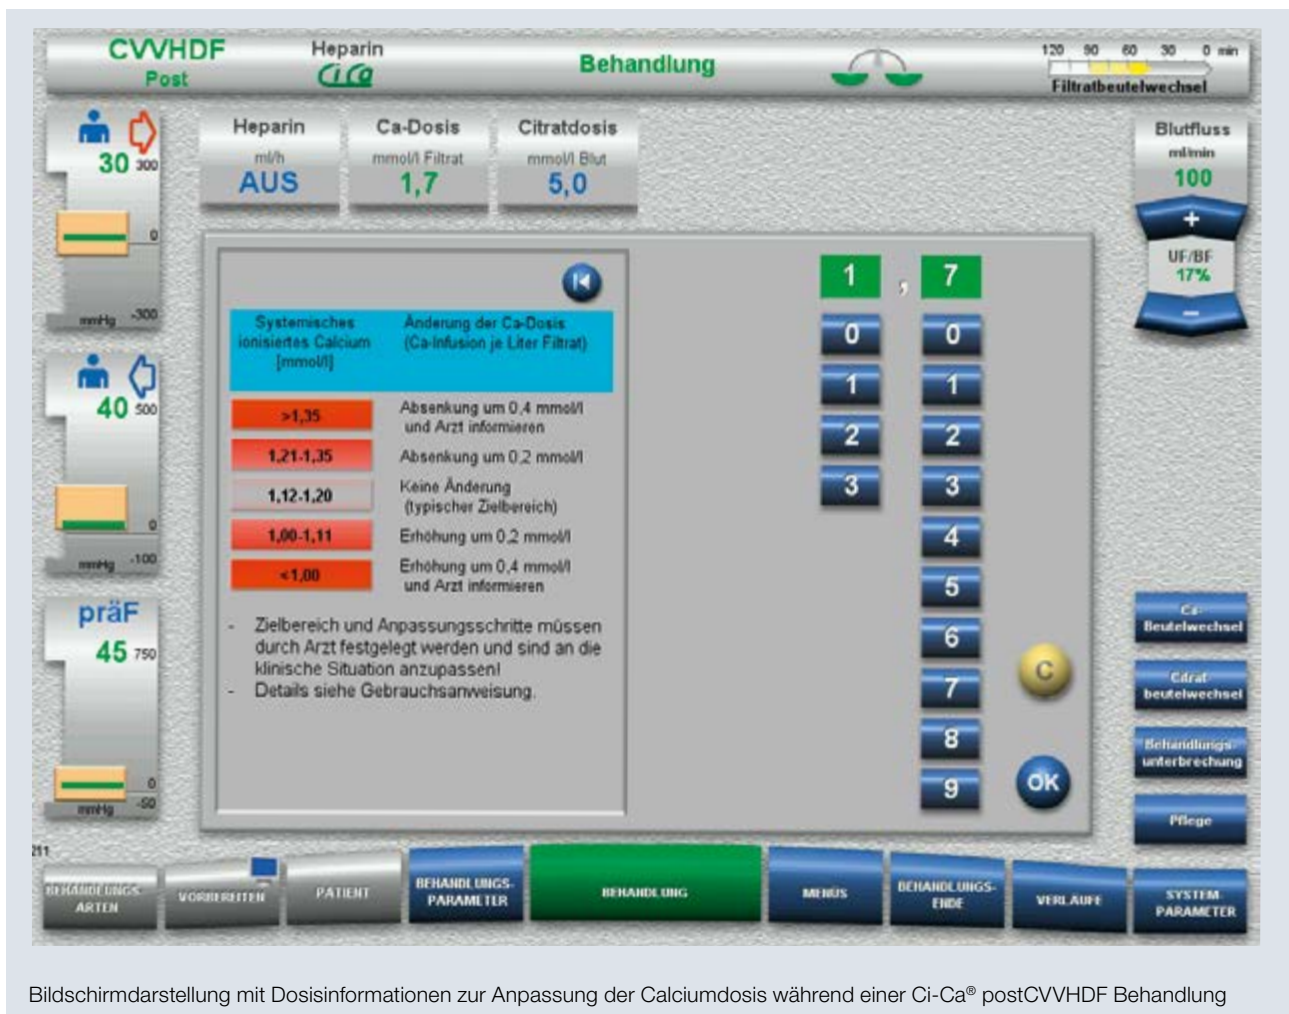 CVVHDF
Post
Heparin
CiCa
Behandlung
120 90 60 30 0 min
Filtratbeutelwechsel
30 300
0
mmHg -300
40 500
0
mmHg -100
präF
45 750
0
mmHg -50
Heparin
ml/h
AUS
Ca-Dosis
mmol/l Filtrat
1,7
Citratdosis
mmol/l Blut
5,0
Blutfluss
ml/min
100
+
UF/BF
17%
−
Systemisches
ionisiertes Calcium
[mmol/l]
Änderung der Ca-Dosis
(Ca-Infusion je Liter Filtrat)
>1,35
Absenkung um 0,4 mmol/l
und Arzt informieren
1,21-1,35
Absenkung um 0,2 mmol/l
1,12-1,20
Keine Änderung
(typischer Zielbereich)
1,00-1,11
Erhöhung um 0,2 mmol/l
<1,00
Erhöhung um 0,4 mmol/l
und Arzt informieren
- Zielbereich und Anpassungsschritte müssen
durch Arzt festgelegt werden und sind an die
klinische Situation anzupassen!
- Details siehe Gebrauchsanweisung.
1 , 7
0 0
1 1
2 2
3 3
4
5
6
7
8
9
C
OK
Ca-
Beutelwechsel
Citrat
beutelwechsel
Behandlungs-
unterbrechung
Pflege
211
BEHANDLUNGS-
ARTEN
VORBEREITEN
PATIENT
BEHANDLUNGS-
PARAMETER
BEHANDLUNG
MENÜS
BEHANDLUNGS-
ENDE
VERLÄUFE
SYSTEM-
PARAMETER
Bildschirmdarstellung mit Dosisinformationen zur Anpassung der Calciumdosis während einer Ci-Ca® postCVVHDF Behandlung